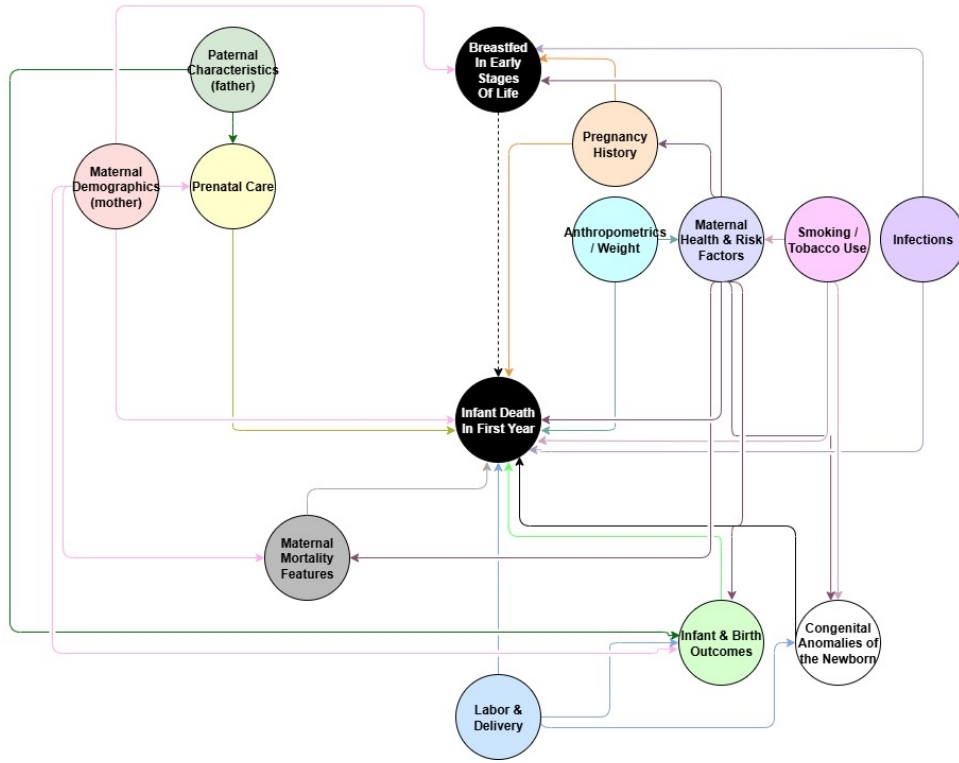 Paternal
Characteristics
(father)
Breastfed
In Early
Stages
Of Life
Pregnancy
History
Maternal
Demographics
(mother)
Prenatal Care
Anthropometrics
/ Weight
Maternal
Health & Risk
Factors
Smoking /
Tobacco Use
Infections
Infant Death
In First Year
Maternal
Mortality
Features
Infant & Birth
Outcomes
Congenital
Anomalies of
the Newborn
Labor &
Delivery